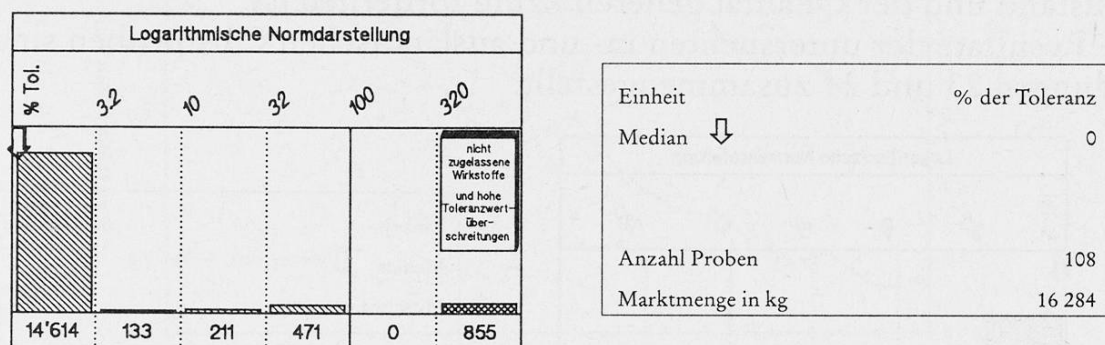 Logarithmische Normdarstellung
% Tol.
3.2
10
32
100
320
nicht
zugelassene
Wirkstoffe
und hohe
Toleranzwert-
über-
schreitungen
14'614 133 211 471 0 855
Einheit % der Toleranz
Median 0
Anzahl Proben 108
Marktmenge in kg 16 284